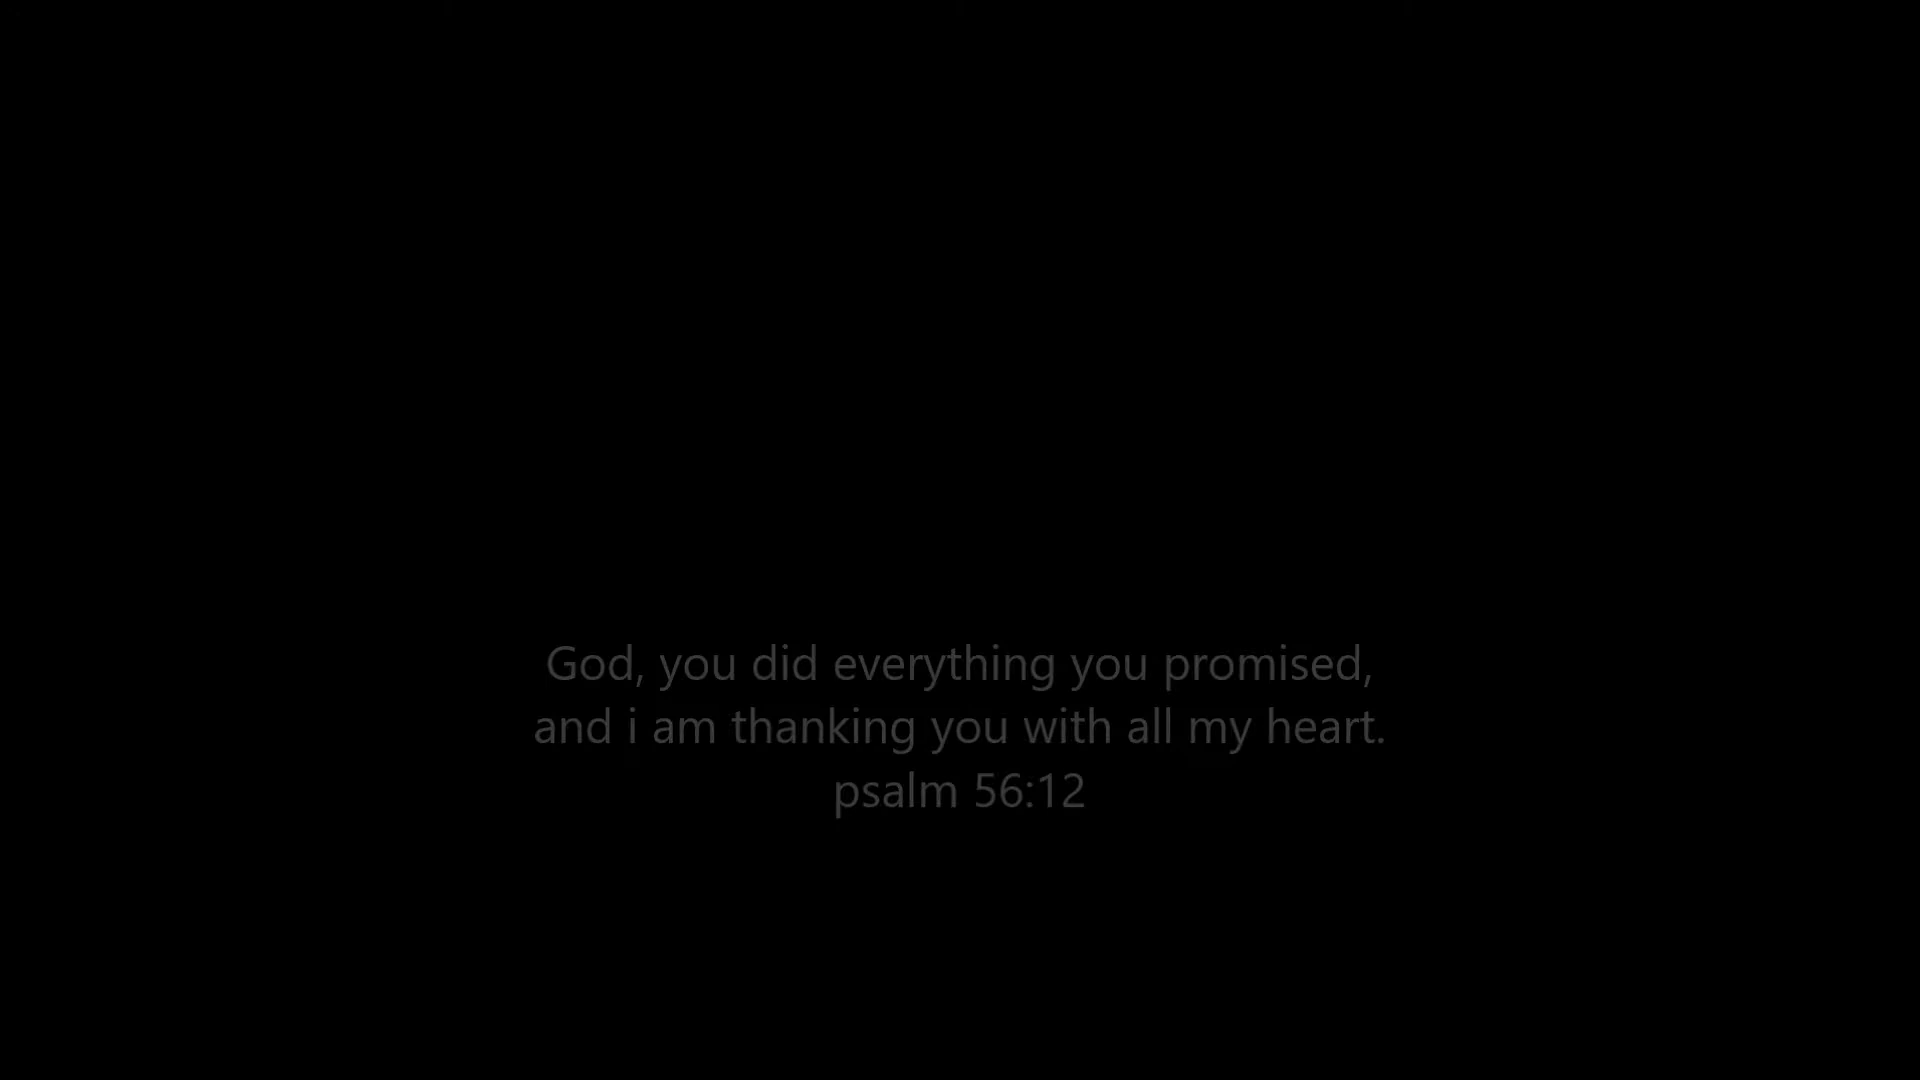 God, you did everything you promised,
and i am thanking you with all my heart.
psalm 56:12